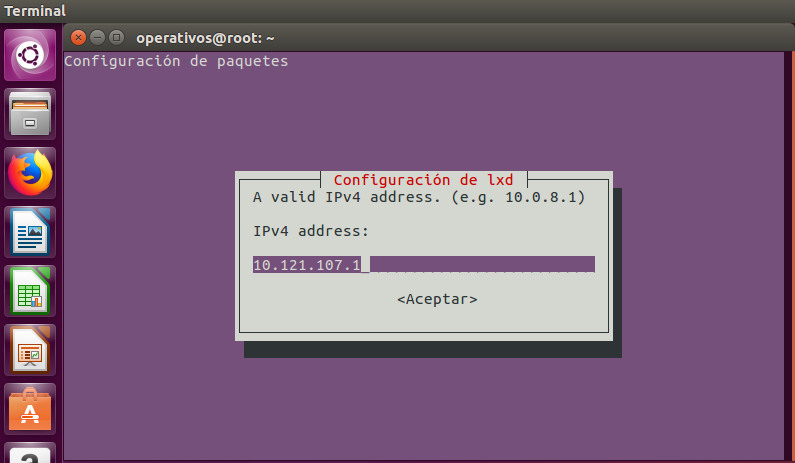 Terminal
operativos@root: ~
Configuración de paquetes
Configuración de lxd
A valid IPv4 address. (e.g. 10.0.8.1)
IPv4 address:
10.121.107.1
<Aceptar>